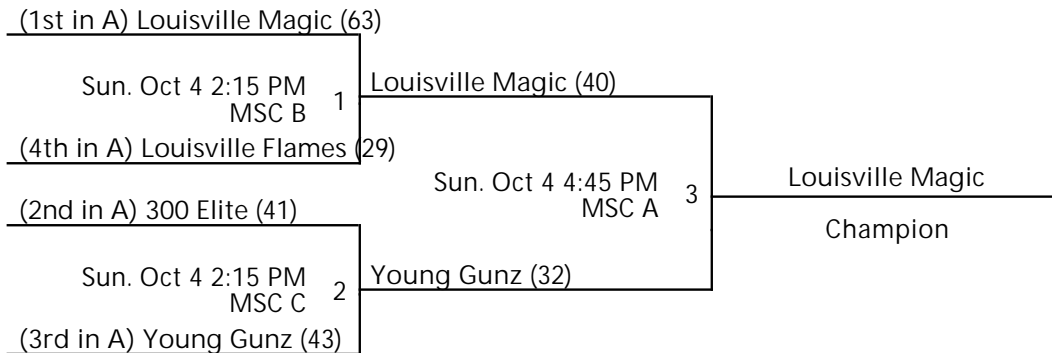 (1st in A) Louisville Magic (63)
Sun. Oct 4 2:15 PM
MSC B
1
Louisville Magic (40)
(4th in A) Louisville Flames (29)
Sun. Oct 4 4:45 PM
MSC A
3
Louisville Magic
Champion
(2nd in A) 300 Elite (41)
Sun. Oct 4 2:15 PM
MSC C
2
Young Gunz (32)
(3rd in A) Young Gunz (43)